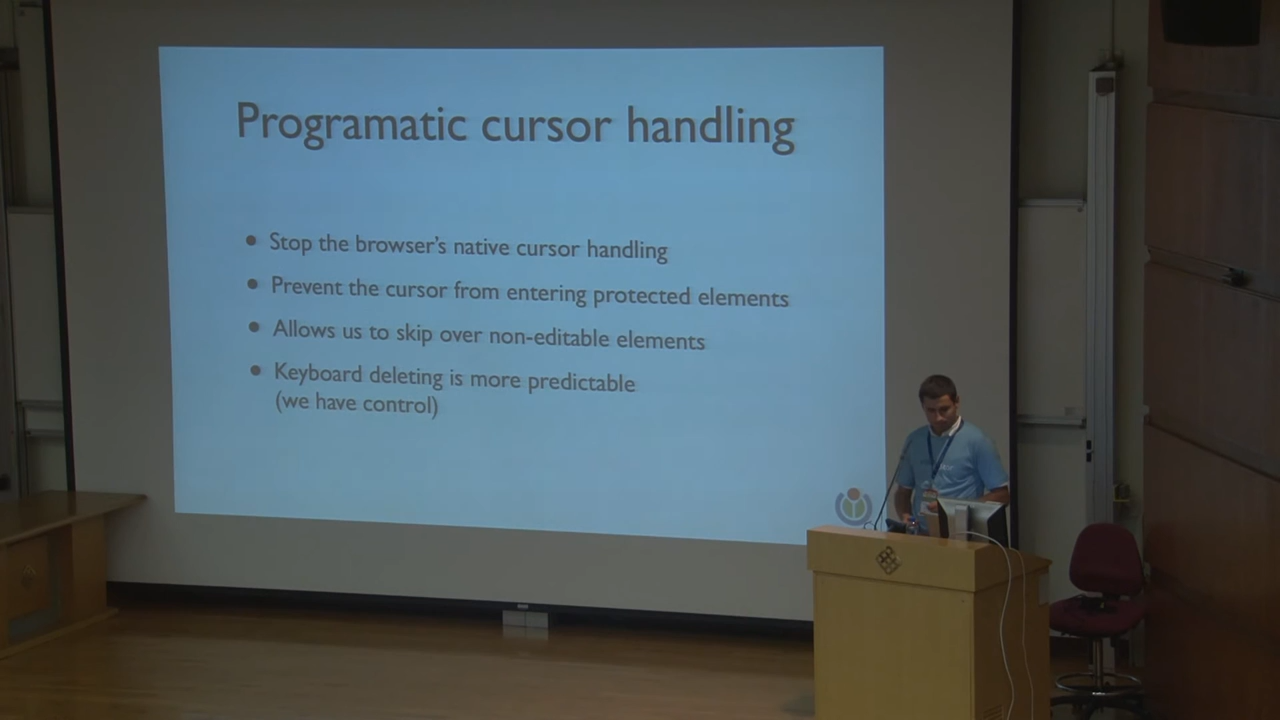 Programatic cursor handling
• Stop the browser's native cursor handling
• Prevent the cursor from entering protected elements
• Allows us to skip over non-editable elements
• Keyboard deleting is more predictable
(we have control)